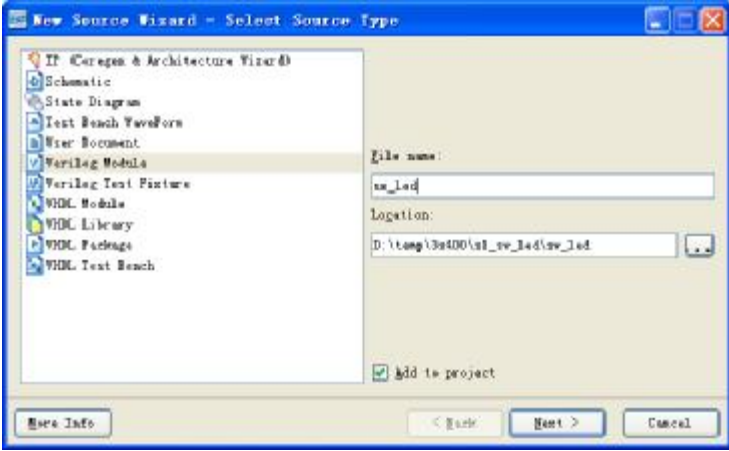 New Source Wizard - Select Source Type
IP (Coregen & Architecture Wizard)
Schematic
State Diagram
Test Bench WaveForm
User Document
Verilog Module
Verilog Test Fixture
VHDL Module
VHDL Library
VHDL Package
VHDL Test Bench
File name:
sw_led
Location:
D:\temp\3s400\s1_sw_led\sw_led
...
Add to project
More Info
< Back
Next >
Cancel